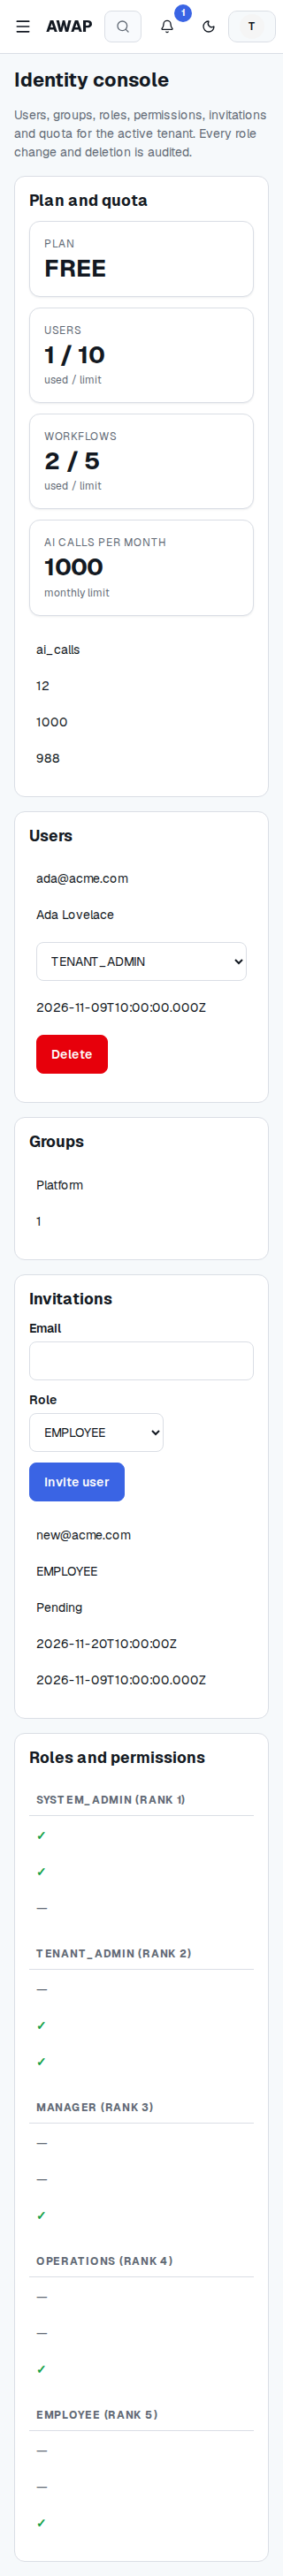 AWAP
1
T
Identity console
Users, groups, roles, permissions, invitations
and quota for the active tenant. Every role
change and deletion is audited.
Plan and quota
PLAN
FREE
USERS
1 / 10
used / limit
WORKFLOWS
2 / 5
used / limit
AI CALLS PER MONTH
1000
monthly limit
ai_calls
12
1000
988
Users
ada@acme.com
Ada Lovelace
TENANT_ADMIN
2026-11-09T10:00:00.000Z
Delete
Groups
Platform
1
Invitations
Email
Role
EMPLOYEE
Invite user
new@acme.com
EMPLOYEE
Pending
2026-11-20T10:00:00Z
2026-11-09T10:00:00.000Z
Roles and permissions
SYSTEM_ADMIN (RANK 1)
✓
✓
—
TENANT_ADMIN (RANK 2)
—
✓
✓
MANAGER (RANK 3)
—
—
✓
OPERATIONS (RANK 4)
—
—
✓
EMPLOYEE (RANK 5)
—
—
✓